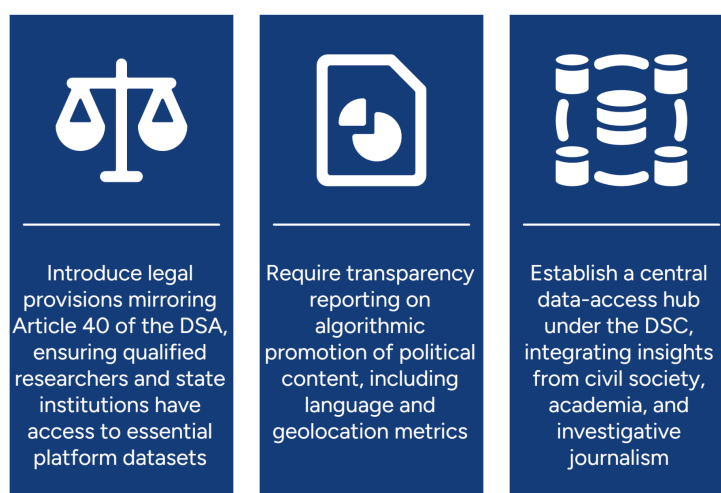 Introduce legal
provisions mirroring
Article 40 of the DSA,
ensuring qualified
researchers and state
institutions have
access to essential
platform datasets
Require transparency
reporting on
algorithmic
promotion of political
content, including
language and
geolocation metrics
Establish a central
data-access hub
under the DSC,
integrating insights
from civil society,
academia, and
investigative
journalism